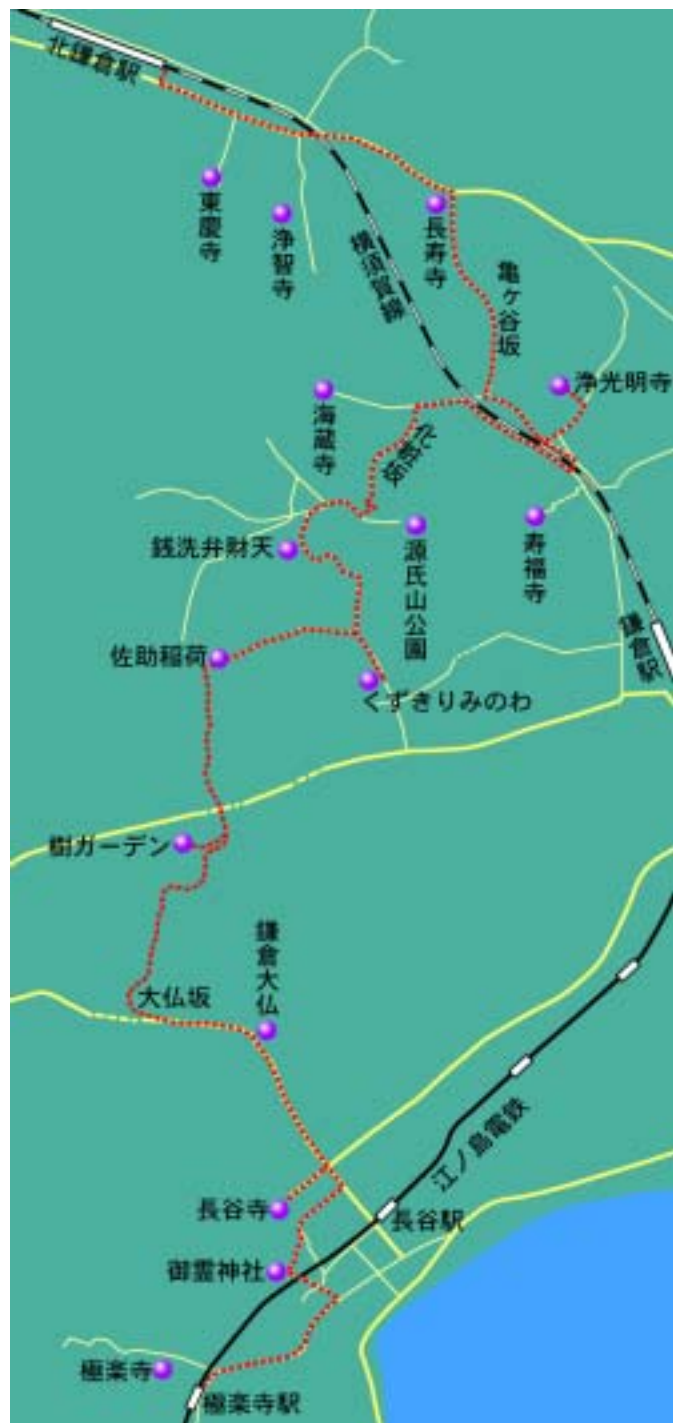 北鎌倉駅
東慶寺
浄智寺
長寿寺
横須賀線
亀ヶ谷坂
浄光明寺
海蔵寺
化粧坂
銭洗弁財天
源氏山公園
寿福寺
鎌倉駅
佐助稲荷
くずきりみのわ
樹ガーデン
鎌倉大仏
大仏坂
江ノ島電鉄
長谷寺
長谷駅
御霊神社
極楽寺
極楽寺駅